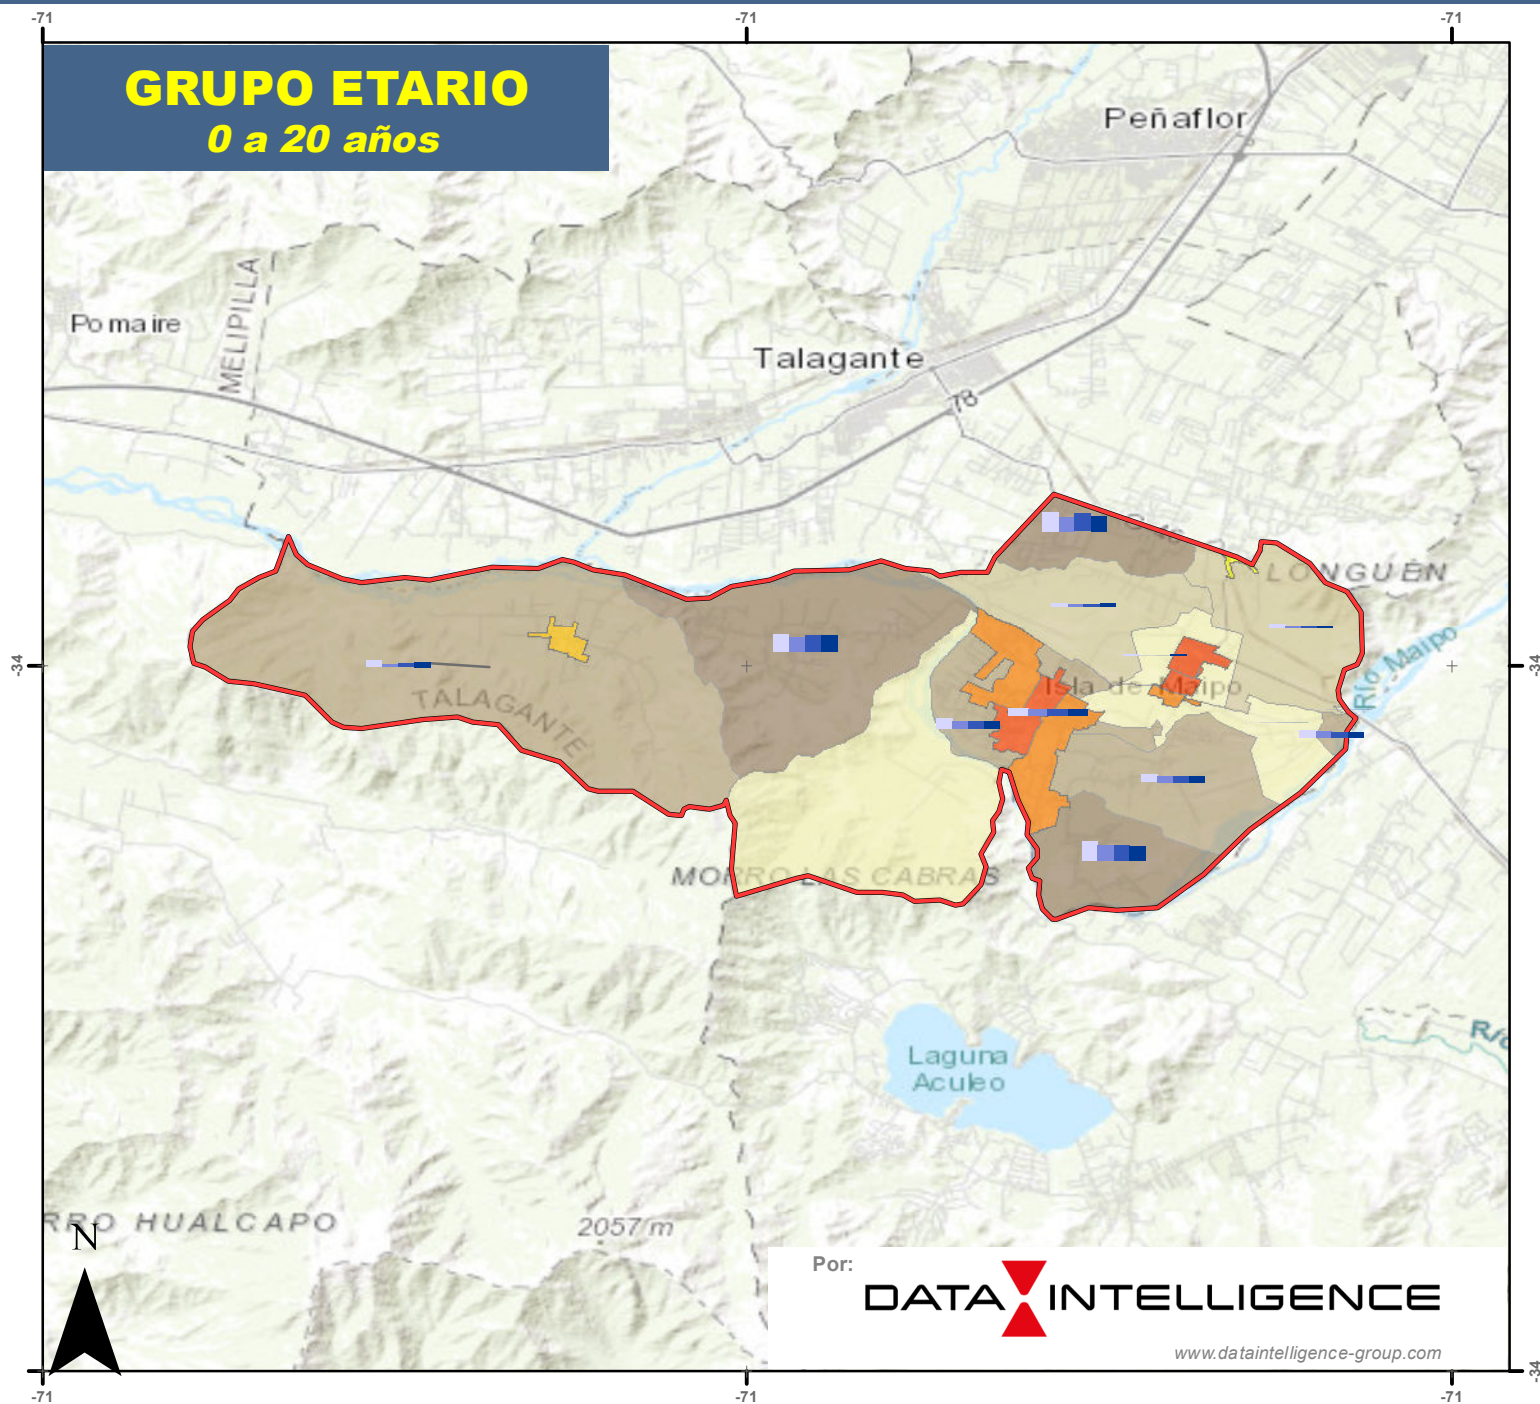 -71
-71
-71
GRUPO ETARIO
0 a 20 años
Peñaflor
Pomaire
MELIPILLA
Talagante
78
LONGUÉN
-34
-34
Río Maipo
Isla de Maipo
TALAGANTE
MORRO LAS CABRAS
Laguna
Aculeo
RRO HUALCAPO
2057 m
N
Por:
DATA INTELLIGENCE
www.dataintelligence-group.com
-34
-71
-71
-71